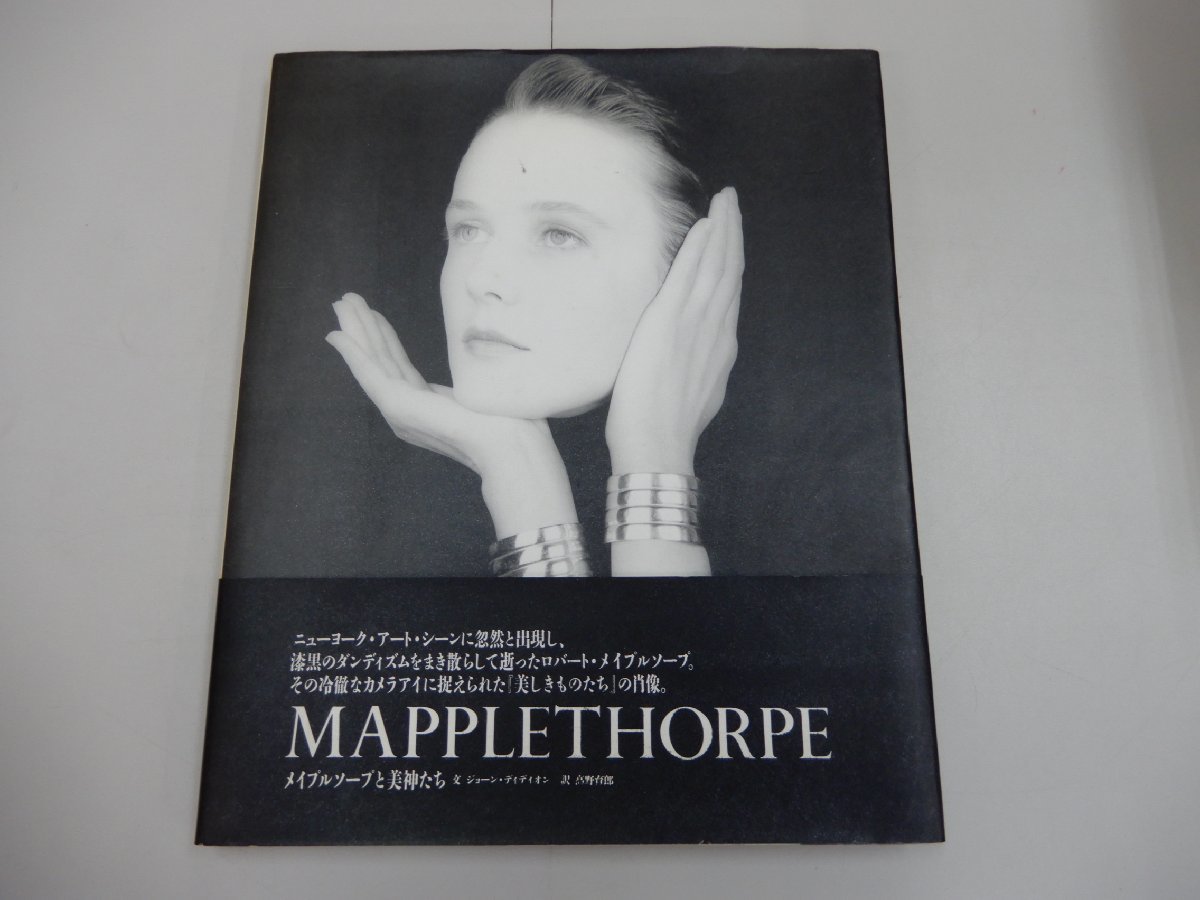 ニューヨーク・アート・シーンに忽然と出現し、
漆黒のダンディズムをまき散らして逝ったロバート・メイプルソープ。
その冷徹なカメラアイに捉えられた『美しきものたち』の肖像。
MAPPLETHORPE
メイプルソープと美神たち 文 ジョーン・ディディオン 訳 高野育郎